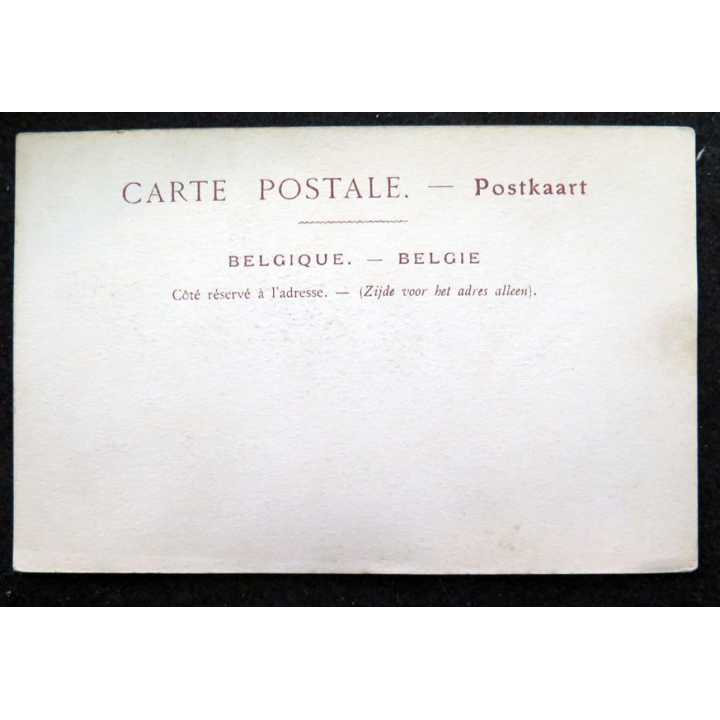 CARTE POSTALE. — Postkaart
BELGIQUE. — BELGIE
Côté réservé à l'adresse. — (Zijde voor het adres alleen).